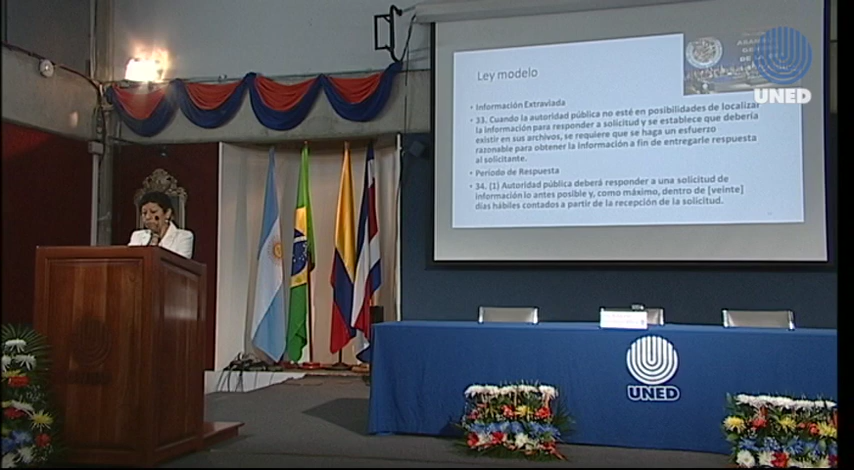 Ley modelo
• Información Extraviada
• 33. Cuando la autoridad pública no esté en posibilidades de localizar
la información para responder a solicitud y se establece que debería
existir en sus archivos, se requiere que se haga un esfuerzo
razonable para obtener la información a fin de entregarle respuesta
al solicitante.
• Periodo de Respuesta
• 34. (1) Autoridad pública deberá responder a una solicitud de
información lo antes posible y, como máximo, dentro de [veinte]
días hábiles contados a partir de la recepción de la solicitud.
UNED
UNED